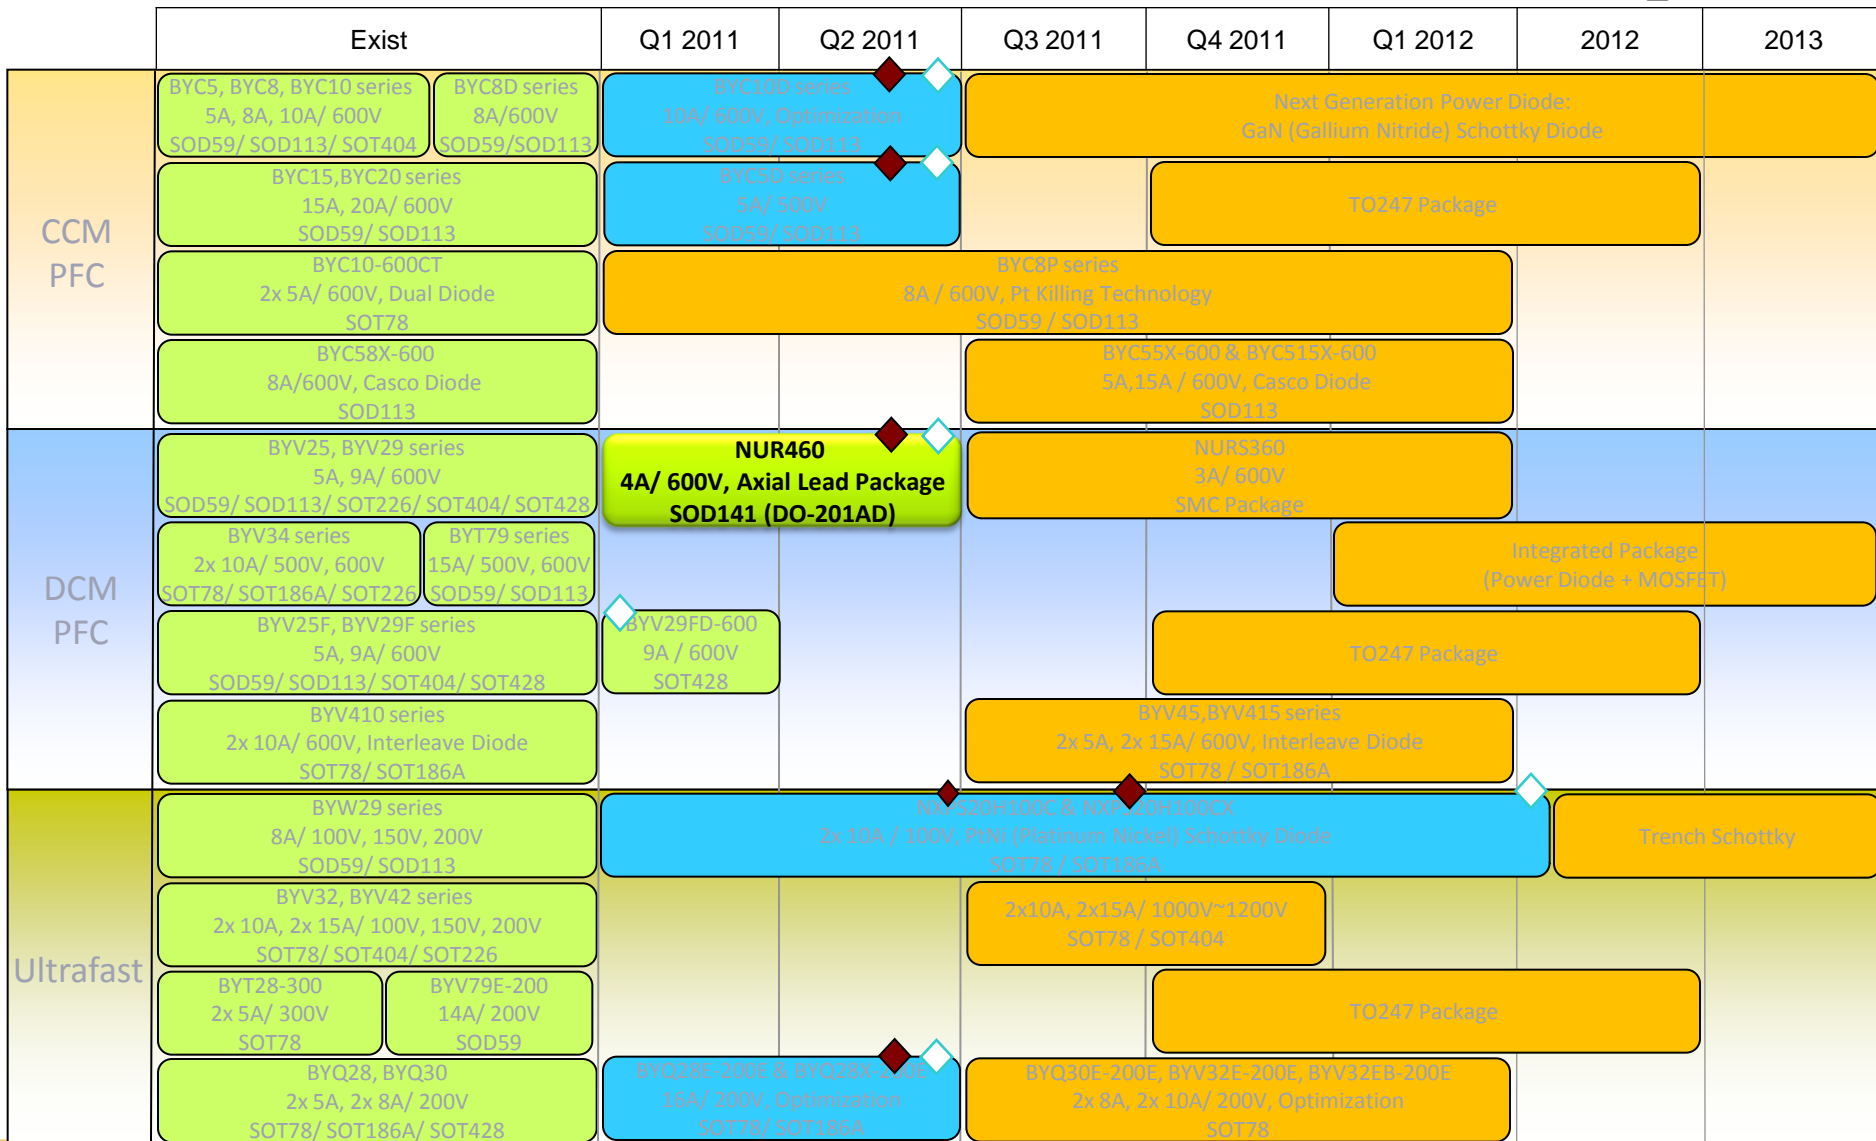 Exist
Q1 2011
Q2 2011
Q3 2011
Q4 2011
Q1 2012
2012
2013
CCM
PFC
BYC5, BYC8, BYC10 series
5A, 8A, 10A/ 600V
SOD59/ SOD113/ SOT404
BYC8D series
8A/600V
SOD59/SOD113
BYC10D series
10A/ 600V, Optimization
SOD59/ SOD113
Next Generation Power Diode:
GaN (Gallium Nitride) Schottky Diode
BYC15,BYC20 series
15A, 20A/ 600V
SOD59/ SOD113
BYC5D series
5A/ 500V
SOD59/ SOD113
TO247 Package
BYC10-600CT
2x 5A/ 600V, Dual Diode
SOT78
BYC8P series
8A / 600V, Pt Killing Technology
SOD59 / SOD113
BYC58X-600
8A/600V, Casco Diode
SOD113
BYC55X-600 & BYC515X-600
5A,15A / 600V, Casco Diode
SOD113
DCM
PFC
BYV25, BYV29 series
5A, 9A/ 600V
SOD59/ SOD113/ SOT226/ SOT404/ SOT428
NUR460
4A/ 600V, Axial Lead Package
SOD141 (DO-201AD)
NURS360
3A/ 600V
SMC Package
BYV34 series
2x 10A/ 500V, 600V
SOT78/ SOT186A/ SOT226
BYT79 series
15A/ 500V, 600V
SOD59/ SOD113
Integrated Package
(Power Diode + MOSFET)
BYV25F, BYV29F series
5A, 9A/ 600V
SOD59/ SOD113/ SOT404/ SOT428
BYV29FD-600
9A / 600V
SOT428
TO247 Package
BYV410 series
2x 10A/ 600V, Interleave Diode
SOT78/ SOT186A
BYV45,BYV415 series
2x 5A, 2x 15A/ 600V, Interleave Diode
SOT78 / SOT186A
Ultrafast
BYW29 series
8A/ 100V, 150V, 200V
SOD59/ SOD113
NXPS20H100C & NXPS20H100CX
2x 10A / 100V, PtNi (Platinum Nickel) Schottky Diode
SOT78 / SOT186A
Trench Schottky
BYV32, BYV42 series
2x 10A, 2x 15A/ 100V, 150V, 200V
SOT78/ SOT404/ SOT226
2x10A, 2x15A/ 1000V~1200V
SOT78 / SOT404
BYT28-300
2x 5A/ 300V
SOT78
BYV79E-200
14A/ 200V
SOD59
TO247 Package
BYQ28, BYQ30
2x 5A, 2x 8A/ 200V
SOT78/ SOT186A/ SOT428
BYQ28E-200E & BYQ28X-200E
16A/ 200V, Optimization
SOT78/ SOT186A
BYQ30E-200E, BYV32E-200E, BYV32EB-200E
2x 8A, 2x 10A/ 200V, Optimization
SOT78